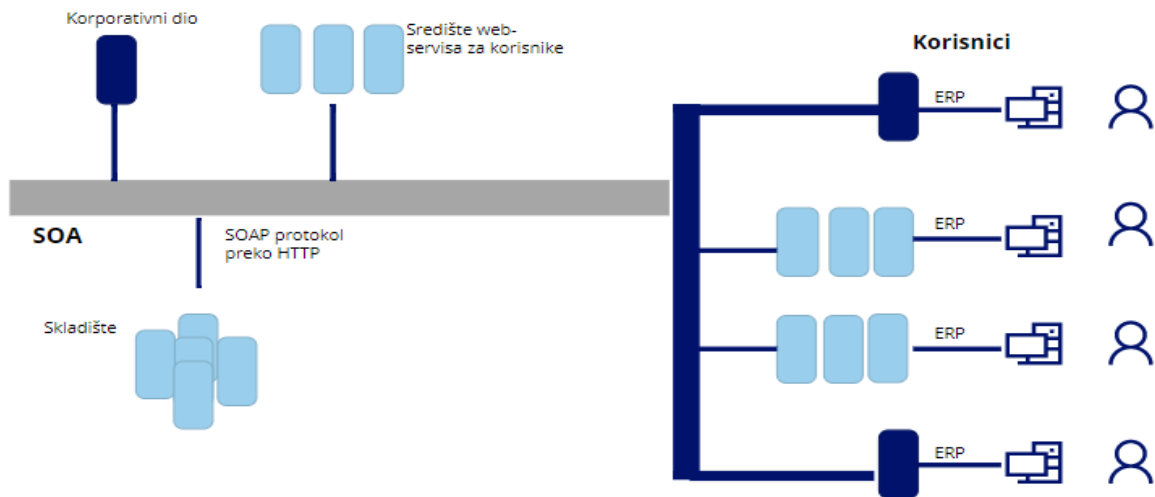 Korporativni dio
Središte web-
servisa za korisnike
Korisnici
ERP
SOA
SOAP protokol
preko HTTP
ERP
Skladište
ERP
ERP